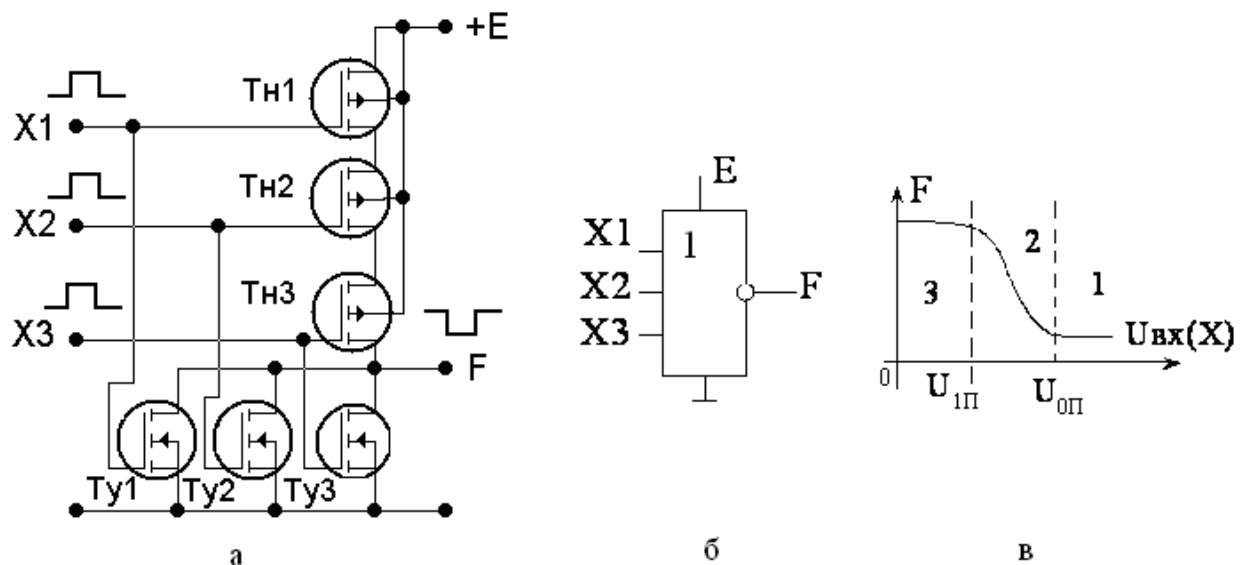 +E
Тн1
X1
Тн2
X2
Тн3
X3
F
Ту1 Ту2 Ту3
а
E
X1
1
X2
F
X3
б
F
2
3
1
Uвх(X)
0
U1П
U0П
в